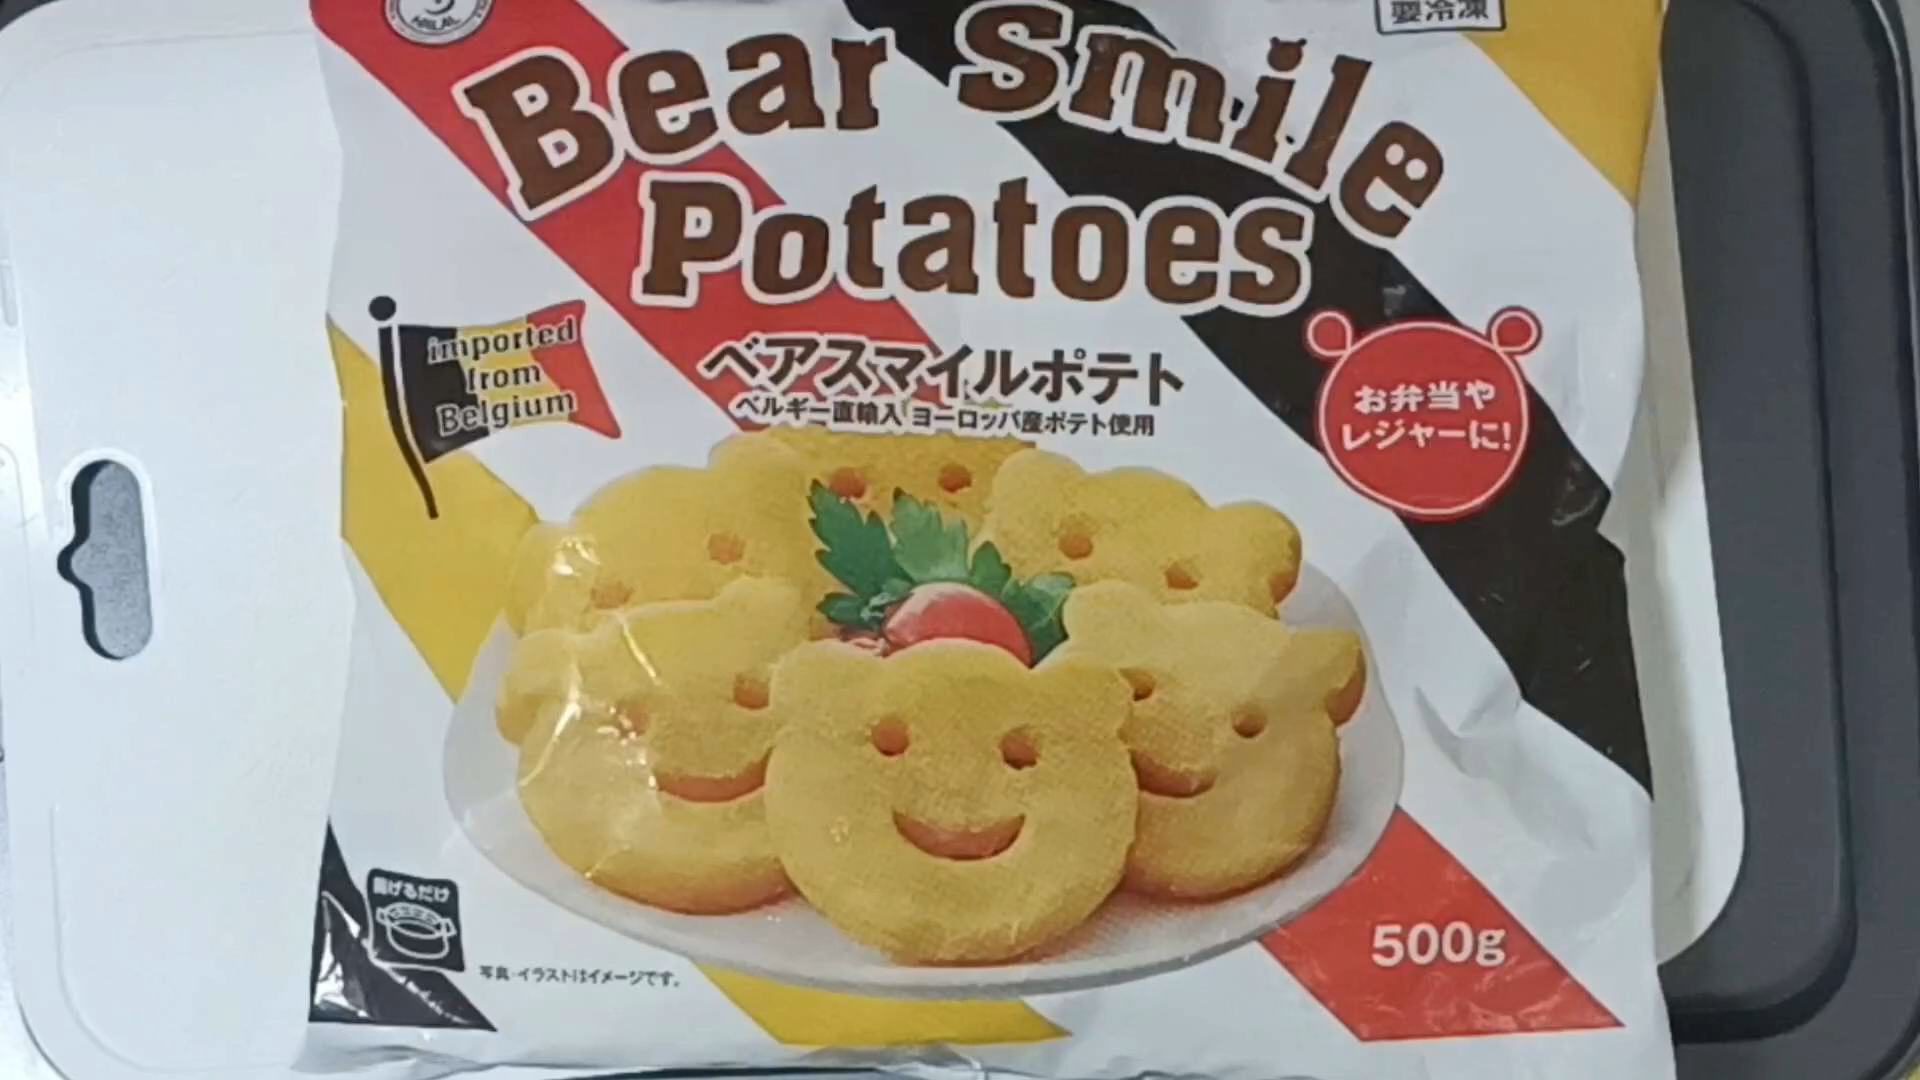 HALAL
要冷凍
Bear Smile
Potatoes
imported
from
Belgium
ベアスマイルポテト
ベルギー直輸入 ヨーロッパ産ポテト使用
お弁当や
レジャーに!
揚げるだけ
500g
写真・イラストはイメージです。